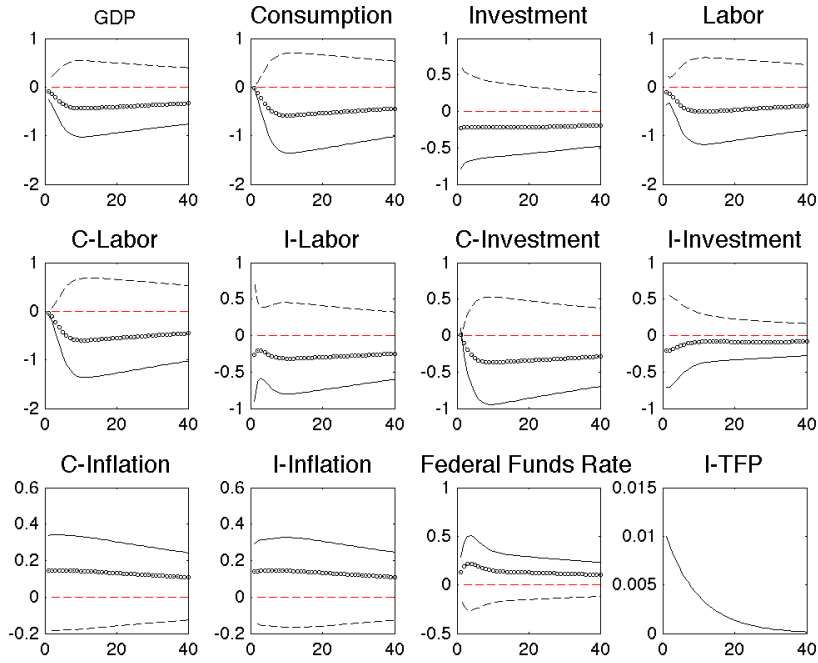 GDP Consumption Investment Labor
1 1 1 1
0 0 0.5 0
-1 -1 0 -1
-2 -2 -0.5 -2
-1
0 20 40 0 20 40 0 20 40 0 20 40
C-Labor I-Labor C-Investment I-Investment
1 1 1 1
0 0.5 0.5 0.5
-1 0 0 0
-2 -0.5 -0.5 -0.5
-1 -1 -1
0 20 40 0 20 40 0 20 40 0 20 40
C-Inflation I-Inflation Federal Funds Rate I-TFP
0.6 0.6 1 0.015
0.4 0.4 0.5 0.01
0.2 0.2 0 0.005
0 0 -0.5 0
-0.2 -0.2
0 20 40 0 20 40 0 20 40 0 20 40